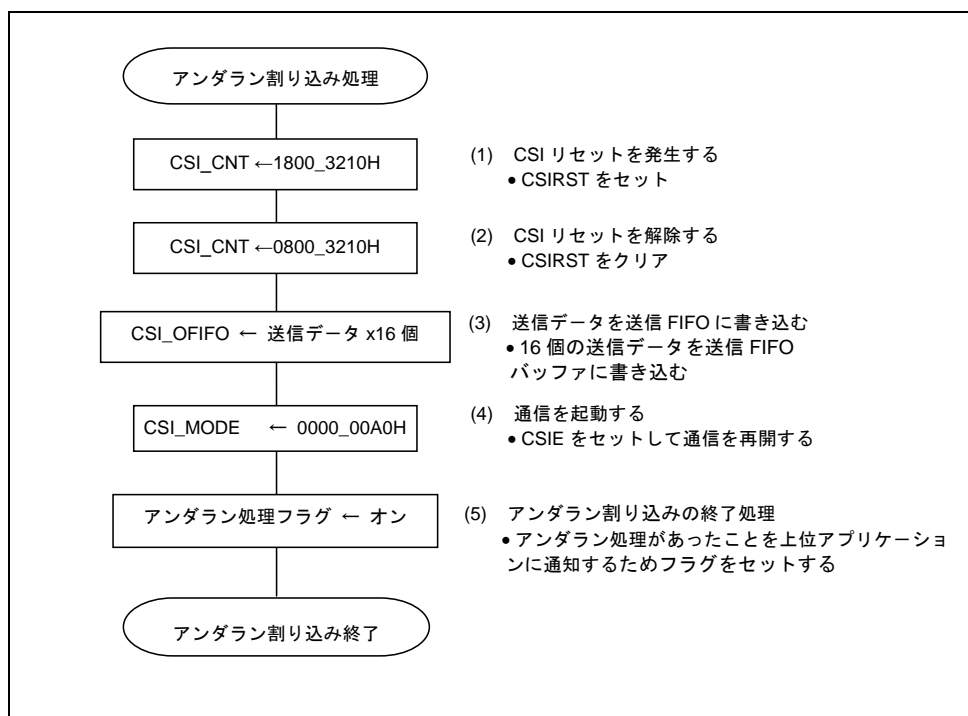 アンダラン割り込み処理
CSI_CNT ←1800_3210H
(1) CSI リセットを発生する
• CSIRST をセット
CSI_CNT ←0800_3210H
(2) CSI リセットを解除する
• CSIRST をクリア
CSI_OFIFO ← 送信データ x16 個
(3) 送信データを送信 FIFO に書き込む
• 16 個の送信データを送信 FIFO
バッファに書き込む
CSI_MODE ← 0000_00A0H
(4) 通信を起動する
• CSIE をセットして通信を再開する
アンダラン処理フラグ ← オン
(5) アンダラン割り込みの終了処理
• アンダラン処理があったことを上位アプリケーショ
ンに通知するためフラグをセットする
アンダラン割り込み終了